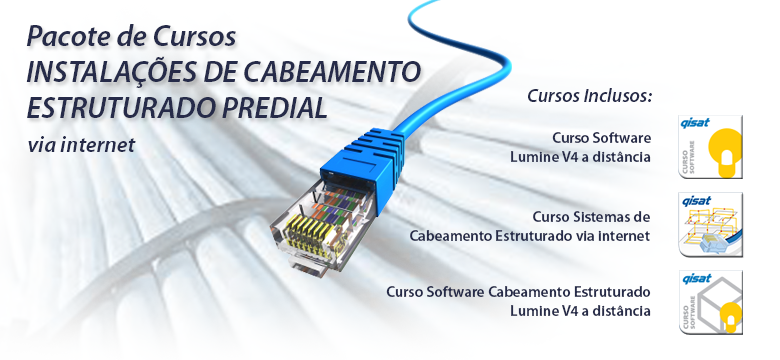 Pacote de Cursos
INSTALAÇÕES DE CABEAMENTO
ESTRUTURADO PREDIAL
via internet
Cursos Inclusos:
Curso Software
Lumine V4 a distância
qisat
CURSO
SOFTWARE
Curso Sistemas de
Cabeamento Estruturado via internet
qisat
Curso Software Cabeamento Estruturado
Lumine V4 a distância
qisat
CURSO
SOFTWARE